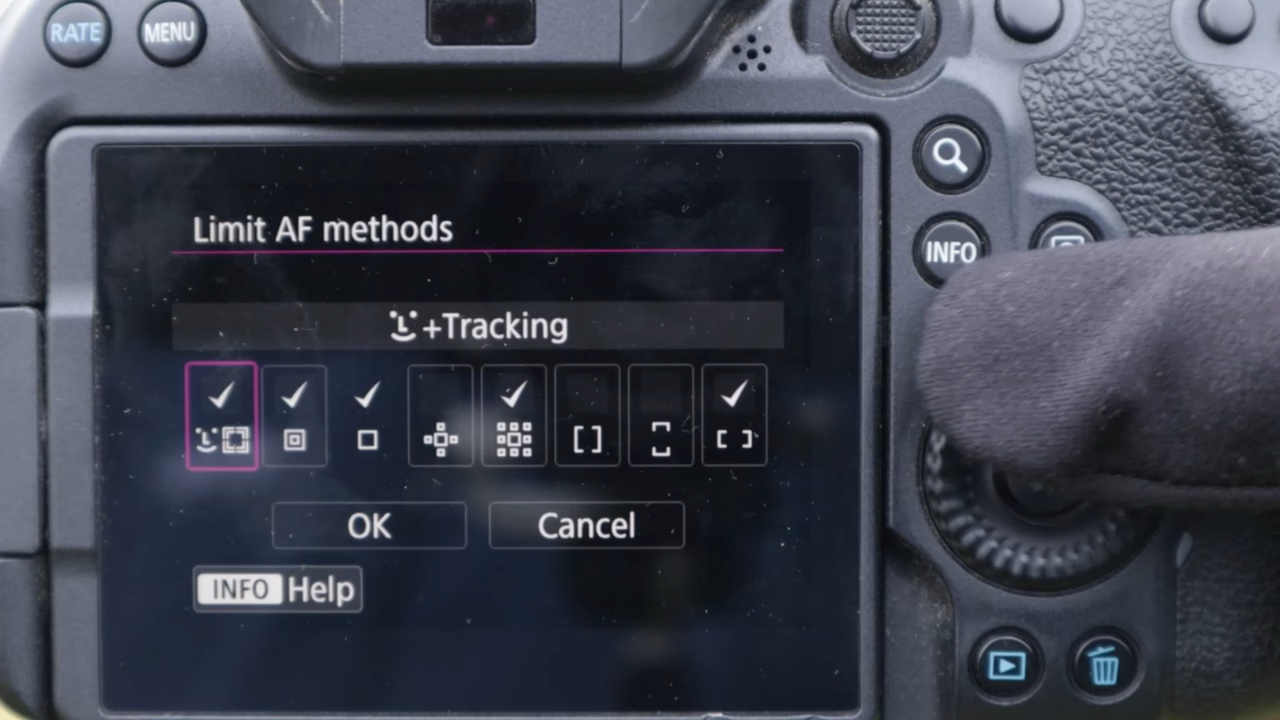 RATE
MENU
Limit AF methods
INFO
+Tracking
OK
Cancel
INFO Help